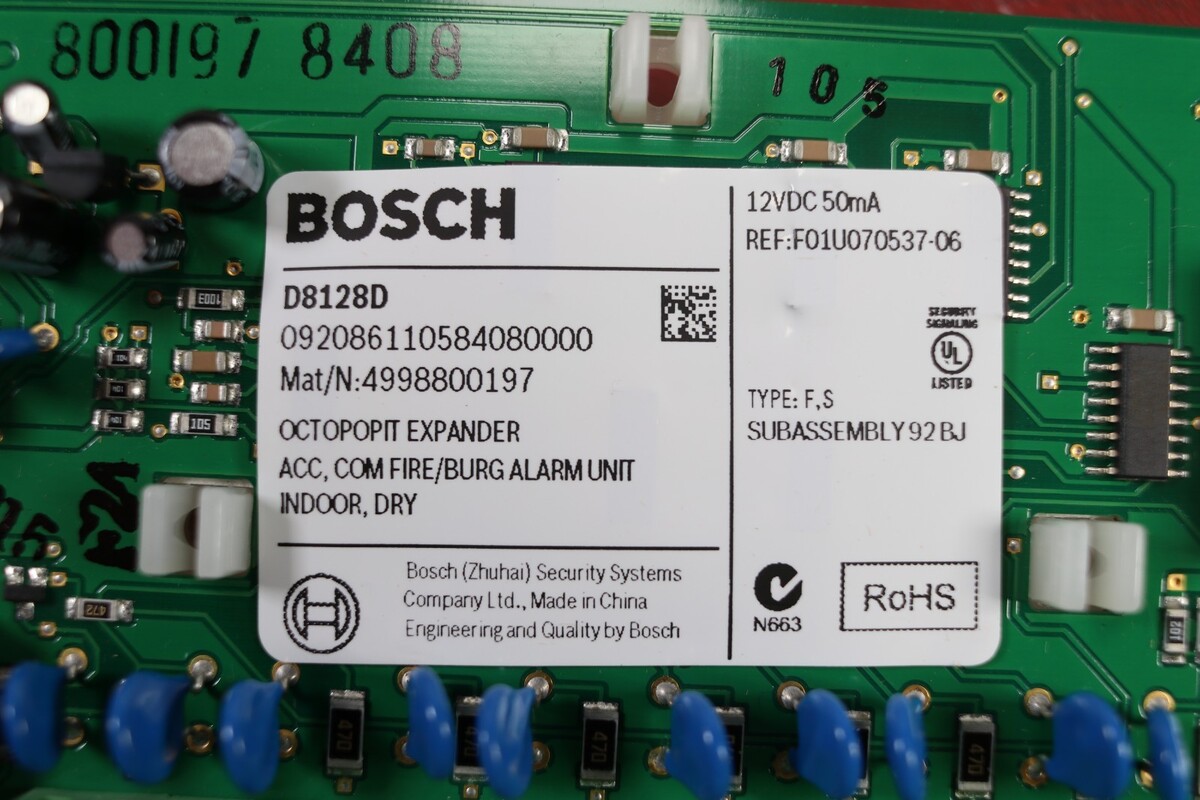 8001978408
105
BOSCH
D8128D
092086110584080000
Mat/N:4998800197
OCTOPOPIT EXPANDER
ACC, COM FIRE/BURG ALARM UNIT
INDOOR, DRY
Bosch (Zhuhai) Security Systems
Company Ltd., Made in China
Engineering and Quality by Bosch
12VDC 50mA
REF:F01U070537-06
SECURITY
SIGNALING
UL
LISTED
TYPE: F,S
SUBASSEMBLY 92 BJ
N663
RoHS
1003
105
472
470
470
470